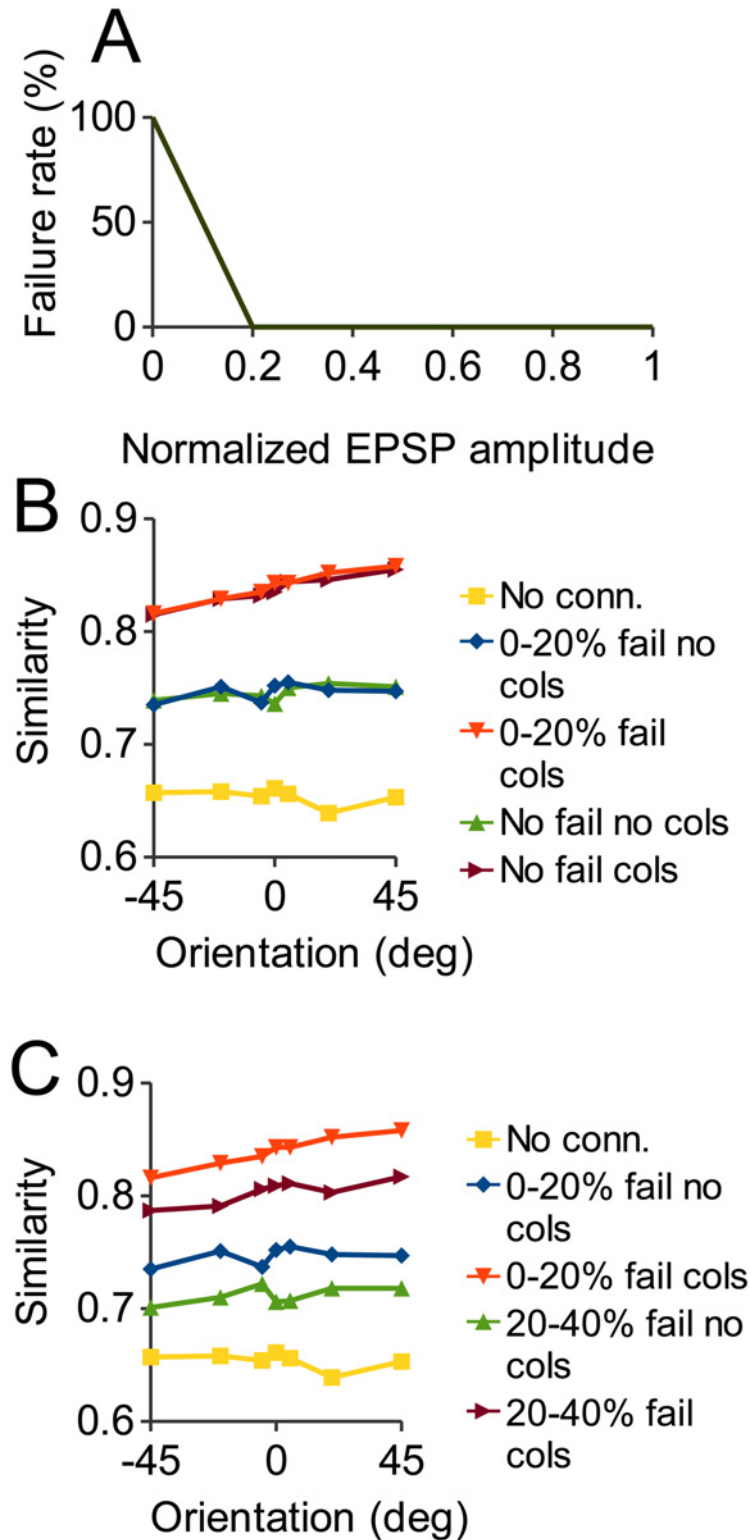 A
Failure rate (%)
100
50
0
0 0.2 0.4 0.6 0.8 1
Normalized EPSP amplitude
B
Similarity
0.9
0.8
0.7
0.6
-45 0 45
Orientation (deg)
No conn.
0-20% fail no
cols
0-20% fail
cols
No fail no cols
No fail cols
C
Similarity
0.9
0.8
0.7
0.6
-45 0 45
Orientation (deg)
No conn.
0-20% fail no
cols
0-20% fail cols
20-40% fail no
cols
20-40% fail
cols